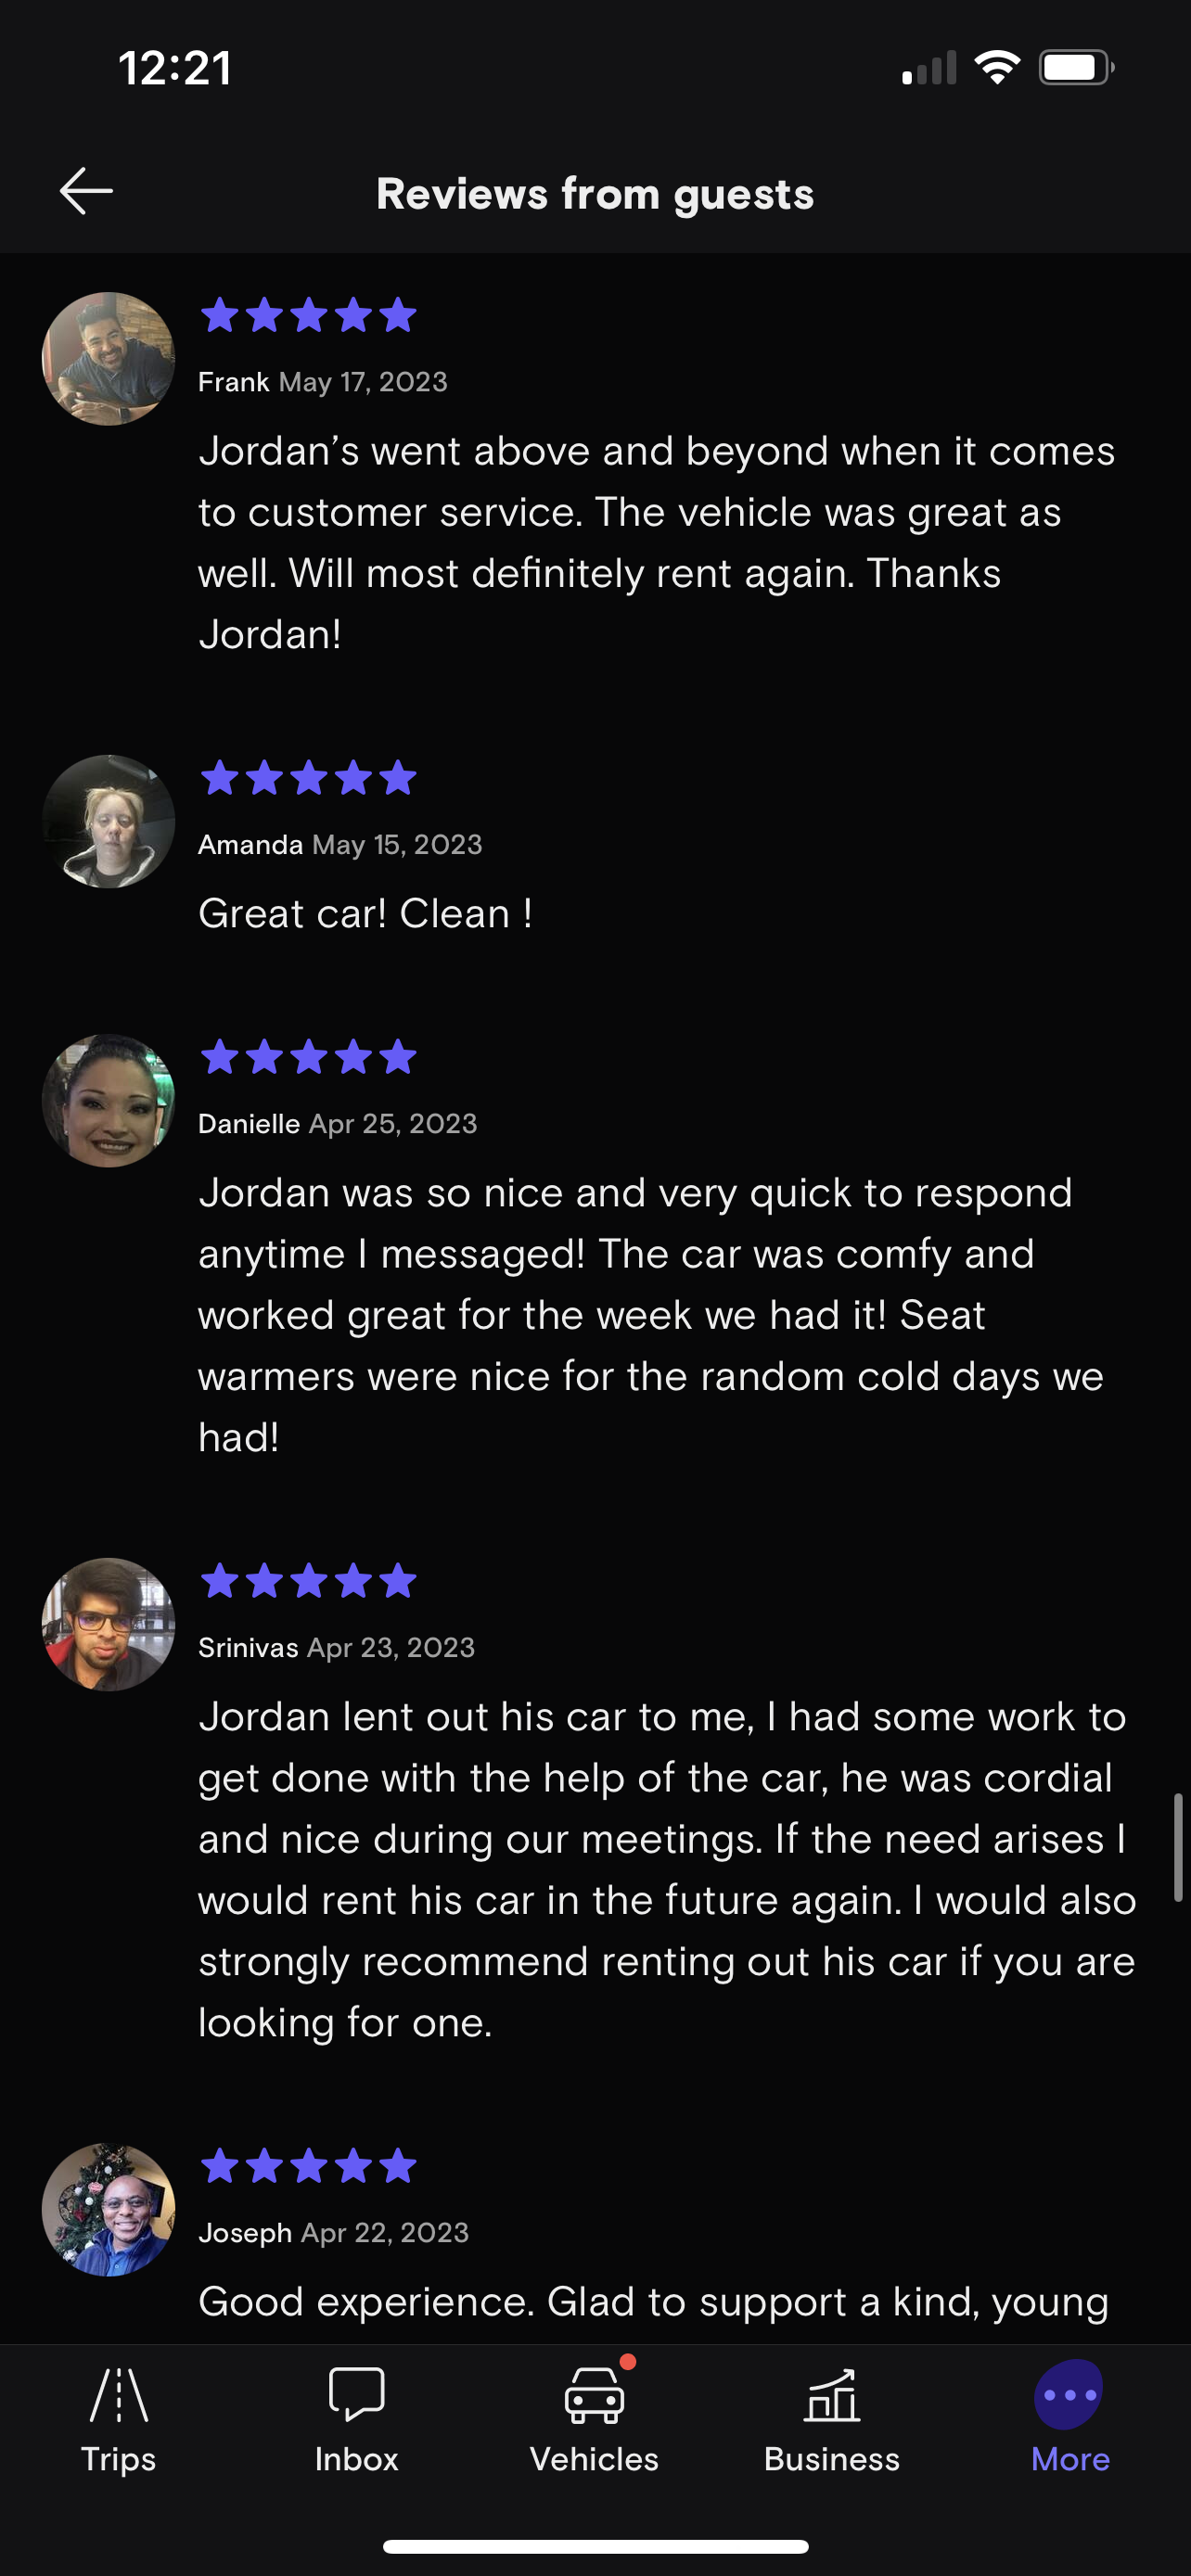 12:21
Reviews from guests
Frank May 17, 2023
Jordan’s went above and beyond when it comes
to customer service. The vehicle was great as
well. Will most definitely rent again. Thanks
Jordan!
Amanda May 15, 2023
Great car! Clean !
Danielle Apr 25, 2023
Jordan was so nice and very quick to respond
anytime I messaged! The car was comfy and
worked great for the week we had it! Seat
warmers were nice for the random cold days we
had!
Srinivas Apr 23, 2023
Jordan lent out his car to me, I had some work to
get done with the help of the car, he was cordial
and nice during our meetings. If the need arises I
would rent his car in the future again. I would also
strongly recommend renting out his car if you are
looking for one.
Joseph Apr 22, 2023
Good experience. Glad to support a kind, young
Trips Inbox Vehicles Business More